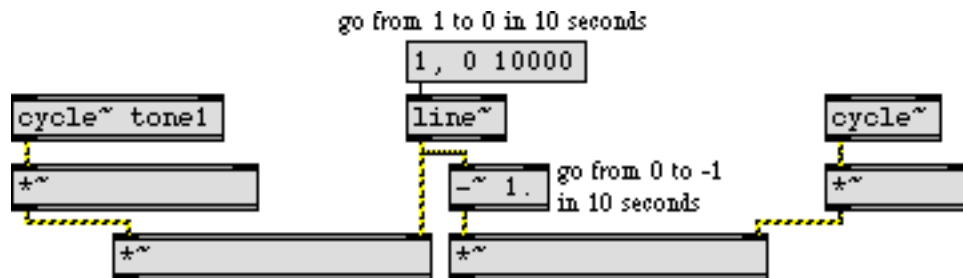 go from 1 to 0 in 10 seconds
1, 0 10000
cycle~ tone1
line~
cycle~
*~
-~ 1.
go from 0 to -1
in 10 seconds
*~
*~
*~